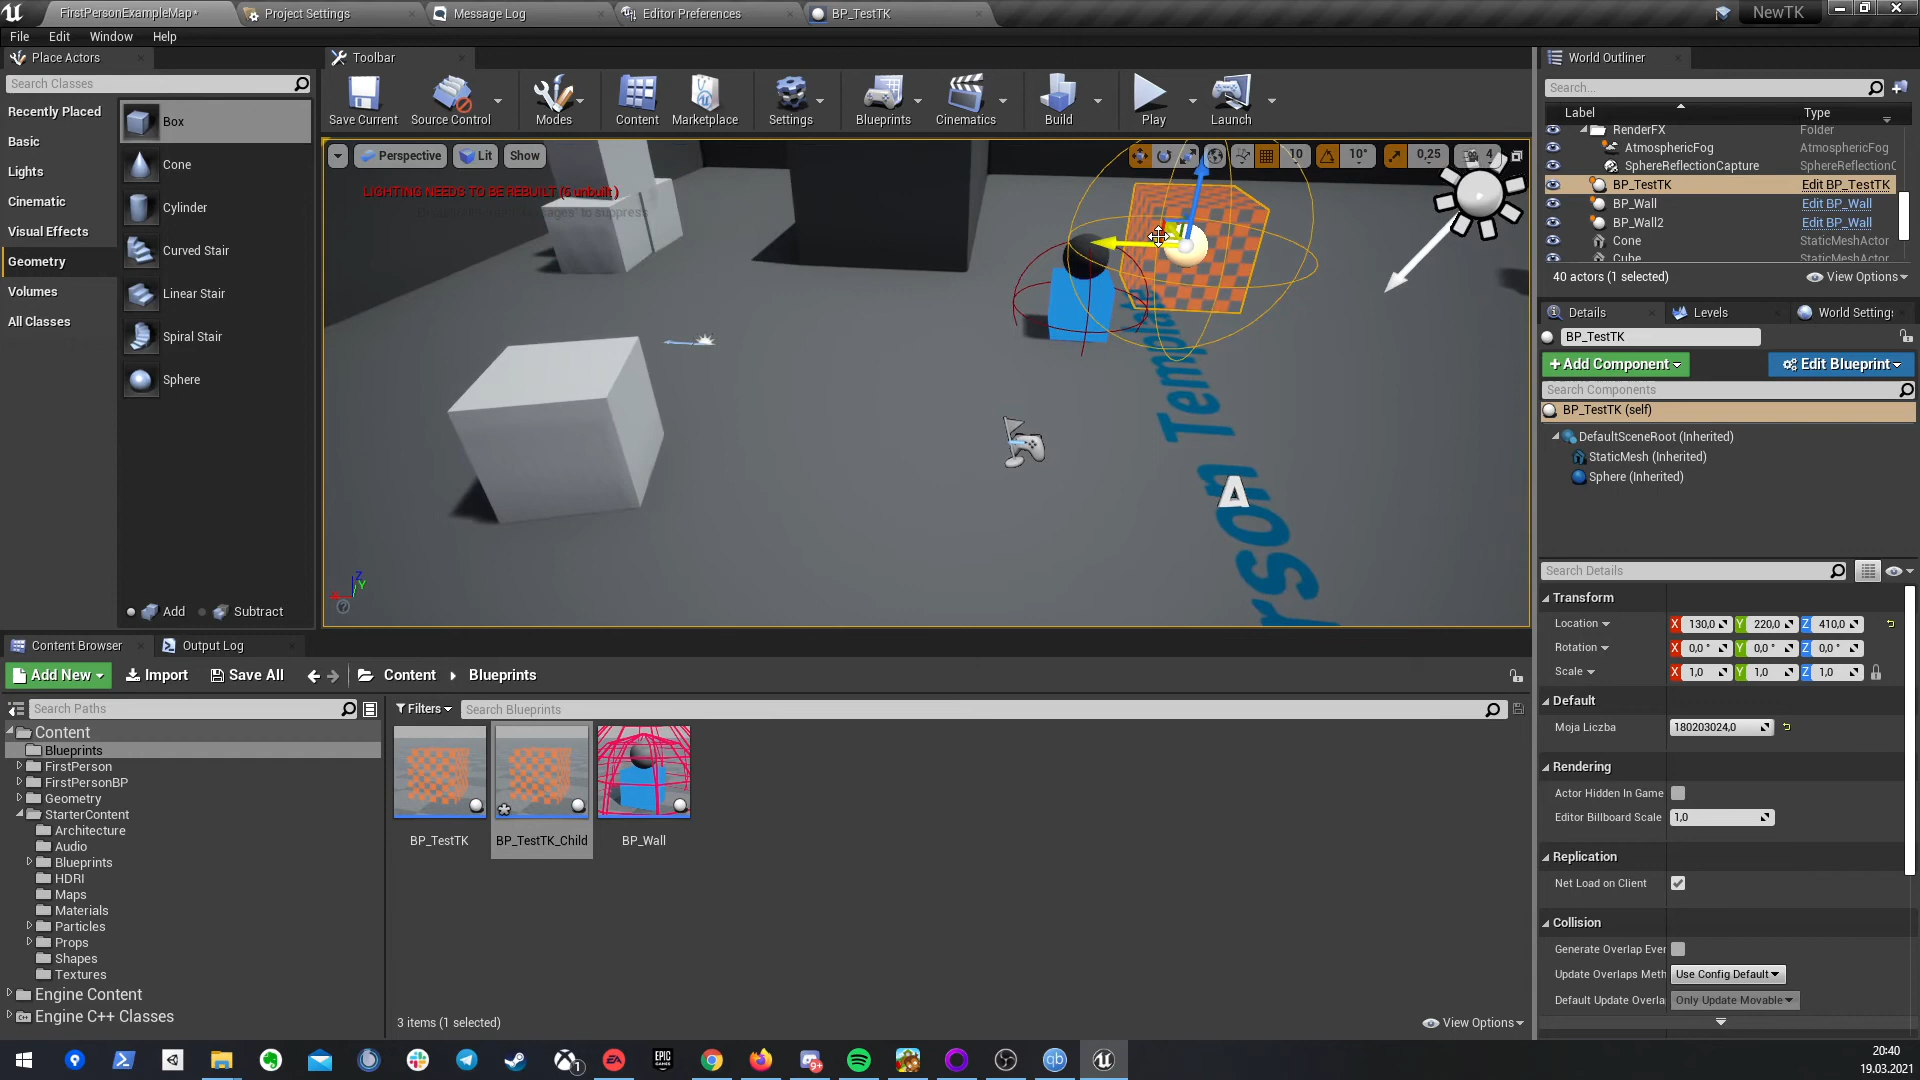 FirstPersonExampleMap*
Project Settings
Message Log
Editor Preferences
BP_TestTK
NewTK
File
Edit
Window
Help
Place Actors
Search Classes
Recently Placed
Basic
Lights
Cinematic
Visual Effects
Geometry
Volumes
All Classes
Box
Cone
Cylinder
Curved Stair
Linear Stair
Spiral Stair
Sphere
Add
Subtract
Toolbar
Save Current
Source Control
Modes
Content
Marketplace
Settings
Blueprints
Cinematics
Build
Play
Launch
Perspective
Lit
Show
10
10°
0,25
4
LIGHTING NEEDS TO BE REBUILT (6 unbuilt)
to suppress
World Outliner
Search...
Label
Type
RenderFX
Folder
AtmosphericFog
AtmosphericFog
SphereReflectionCapture
SphereReflectionC
BP_TestTK
Edit BP_TestTK
BP_Wall
Edit BP_Wall
BP_Wall2
Edit BP_Wall
Cone
StaticMeshActor
Cube
StaticMeshActor
40 actors (1 selected)
View Options
Details
Levels
World Settings
BP_TestTK
+Add Component
Edit Blueprint
Search Components
BP_TestTK (self)
DefaultSceneRoot (Inherited)
StaticMesh (Inherited)
Sphere (Inherited)
Search Details
Transform
Location
X 130,0 Y 220,0 Z 410,0
Rotation
X 0,0 ° Y 0,0 ° Z 0,0 °
Scale
X 1,0 Y 1,0 Z 1,0
Default
Moja Liczba
180203024,0
Rendering
Actor Hidden In Game
Editor Billboard Scale
1,0
Replication
Net Load on Client
Collision
Generate Overlap Ever
Update Overlaps Meth
Use Config Default
Default Update Overla
Only Update Movable
Content Browser
Output Log
Add New
Import
Save All
Content
Blueprints
Search Paths
Filters
Search Blueprints
Content
Blueprints
FirstPerson
FirstPersonBP
Geometry
StarterContent
Architecture
Audio
Blueprints
HDRI
Maps
Materials
Particles
Props
Shapes
Textures
Engine Content
Engine C++ Classes
BP_TestTK
BP_TestTK_Child
BP_Wall
3 items (1 selected)
View Options
20:40
19.03.2021